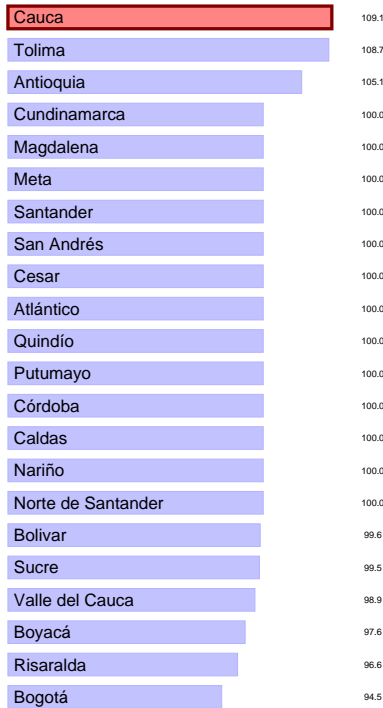 Cauca 109.1
Tolima 108.7
Antioquia 105.1
Cundinamarca 100.0
Magdalena 100.0
Meta 100.0
Santander 100.0
San Andrés 100.0
Cesar 100.0
Atlántico 100.0
Quindío 100.0
Putumayo 100.0
Córdoba 100.0
Caldas 100.0
Nariño 100.0
Norte de Santander 100.0
Bolivar 99.6
Sucre 99.5
Valle del Cauca 98.9
Boyacá 97.6
Risaralda 96.6
Bogotá 94.5